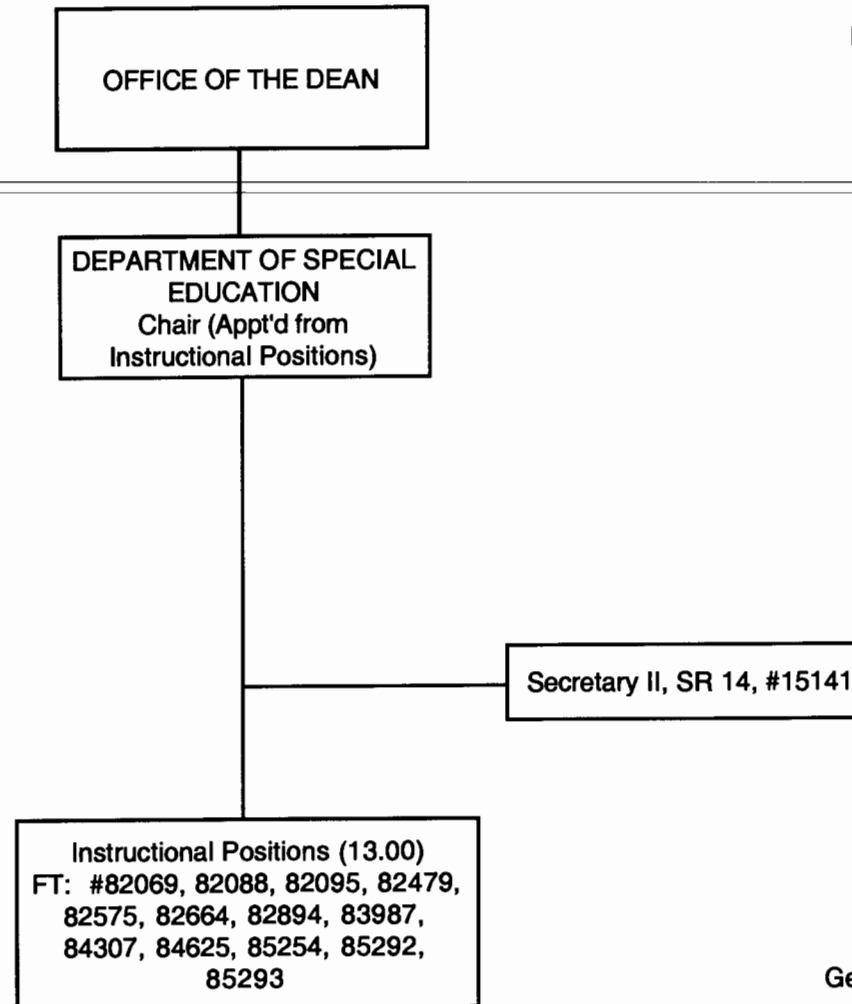 OFFICE OF THE DEAN
DEPARTMENT OF SPECIAL
EDUCATION
Chair (Appt'd from
Instructional Positions)
Secretary II, SR 14, #15141
Instructional Positions (13.00)
FT: #82069, 82088, 82095, 82479,
82575, 82664, 82894, 83987,
84307, 84625, 85254, 85292,
85293